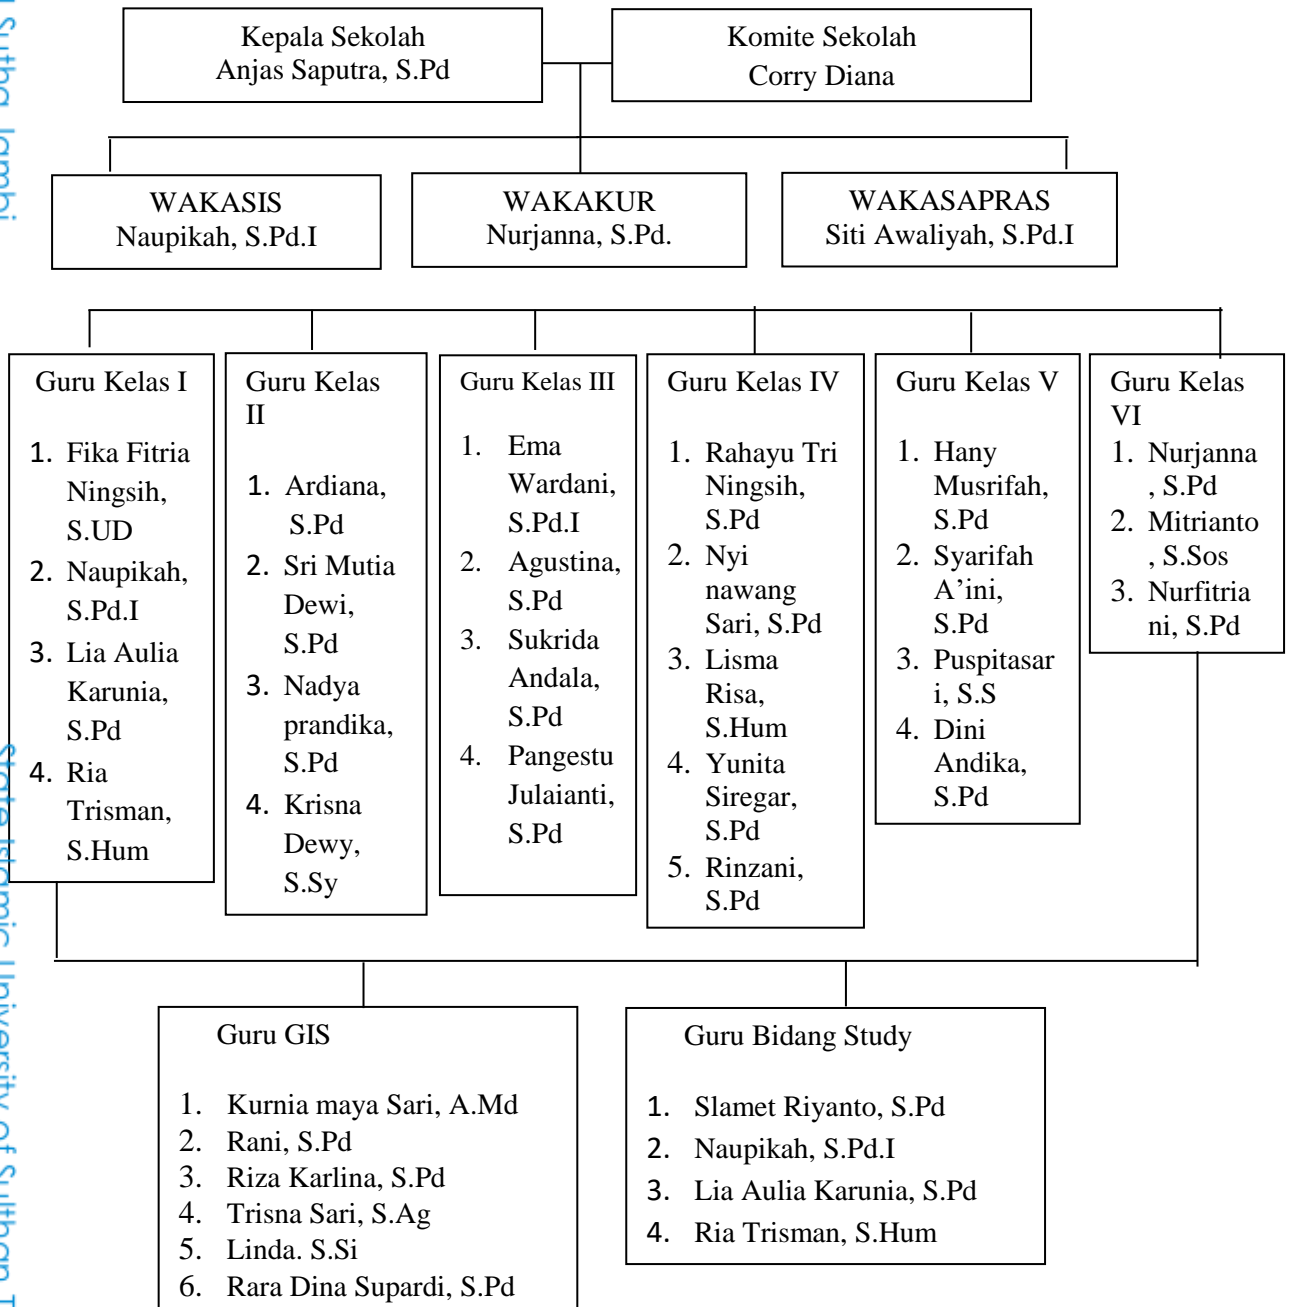 Kepala Sekolah
Anjas Saputra, S.Pd
Komite Sekolah
Corry Diana
WAKASIS
Naupikah, S.Pd.I
WAKAKUR
Nurjanna, S.Pd.
WAKASAPRAS
Siti Awaliyah, S.Pd.I
Guru Kelas I
1. Fika Fitria
Ningsih,
S.UD
2. Naupikah,
S.Pd.I
3. Lia Aulia
Karunia,
S.Pd
4. Ria
Trisman,
S.Hum
Guru Kelas
II
1. Ardiana,
S.Pd
2. Sri Mutia
Dewi,
S.Pd
3. Nadya
prandika,
S.Pd
4. Krisna
Dewy,
S.Sy
Guru Kelas III
1. Ema
Wardani,
S.Pd.I
2. Agustina,
S.Pd
3. Sukrida
Andala,
S.Pd
4. Pangestu
Julaianti,
S.Pd
Guru Kelas IV
1. Rahayu Tri
Ningsih,
S.Pd
2. Nyi
nawang
Sari, S.Pd
3. Lisma
Risa,
S.Hum
4. Yunita
Siregar,
S.Pd
5. Rinzani,
S.Pd
Guru Kelas V
1. Hany
Musrifah,
S.Pd
2. Syarifah
A’ini,
S.Pd
3. Puspitasar
i, S.S
4. Dini
Andika,
S.Pd
Guru Kelas
VI
1. Nurjanna
, S.Pd
2. Mitrianto
, S.Sos
3. Nurfitria
ni, S.Pd
Guru GIS
1. Kurnia maya Sari, A.Md
2. Rani, S.Pd
3. Riza Karlina, S.Pd
4. Trisna Sari, S.Ag
5. Linda. S.Si
6. Rara Dina Supardi, S.Pd
Guru Bidang Study
1. Slamet Riyanto, S.Pd
2. Naupikah, S.Pd.I
3. Lia Aulia Karunia, S.Pd
4. Ria Trisman, S.Hum
Sutha Jambi
State Islamic University of Sulthan